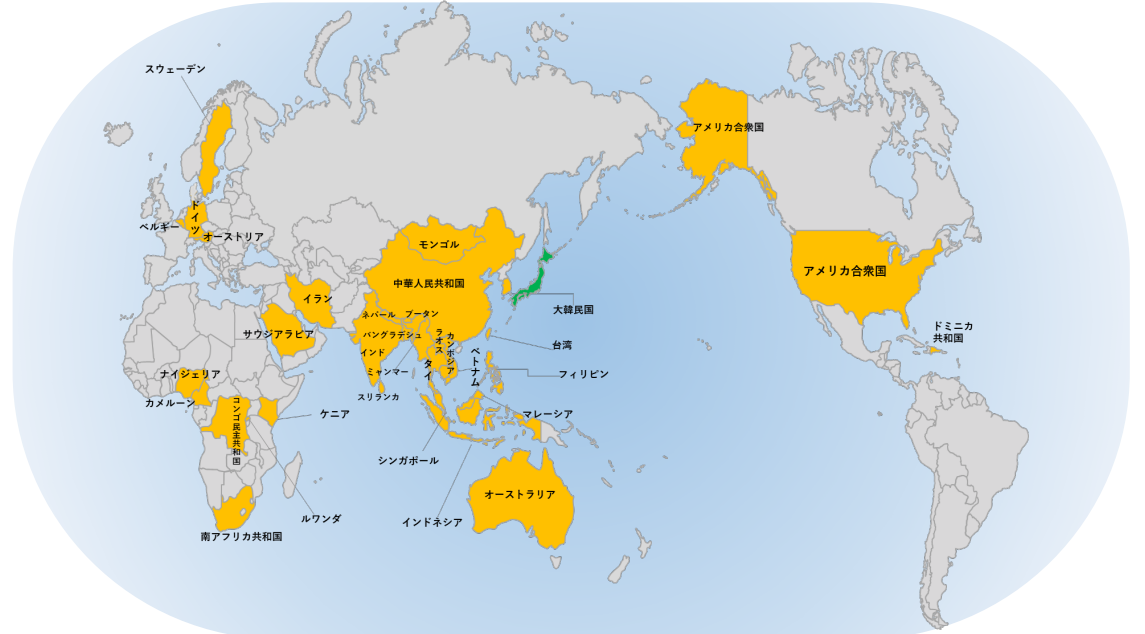 スウェーデン
アメリカ合衆国
ドイツ
ベルギー
オーストリア
モンゴル
中華人民共和国
アメリカ合衆国
イラン
大韓民国
ネパール
ブータン
サウジアラビア
バングラデシュ
ラオス
カンボジア
ドミニカ
共和国
台湾
インド
ベトナム
ミャンマー
タイ
フィリピン
ナイジェリア
スリランカ
カメルーン
コンゴ民主共和国
ケニア
マレーシア
シンガポール
オーストラリア
ルワンダ
インドネシア
南アフリカ共和国